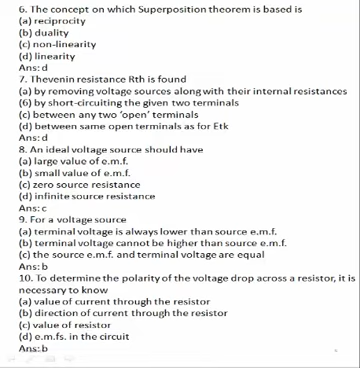 6. The concept on which Superposition theorem is based is
(a) reciprocity
(b) duality
(c) non-linearity
(d) linearity
Ans: d
7. Thevenin resistance Rth is found
(a) by removing voltage sources along with their internal resistances
(6) by short-circuiting the given two terminals
(c) between any two ‘open’ terminals
(d) between same open terminals as for Etk
Ans: d
8. An ideal voltage source should have
(a) large value of e.m.f.
(b) small value of e.m.f.
(c) zero source resistance
(d) infinite source resistance
Ans: c
9. For a voltage source
(a) terminal voltage is always lower than source e.m.f.
(b) terminal voltage cannot be higher than source e.m.f.
(c) the source e.m.f. and terminal voltage are equal
Ans: b
10. To determine the polarity of the voltage drop across a resistor, it is
necessary to know
(a) value of current through the resistor
(b) direction of current through the resistor
(c) value of resistor
(d) e.m.fs. in the circuit
Ans: b